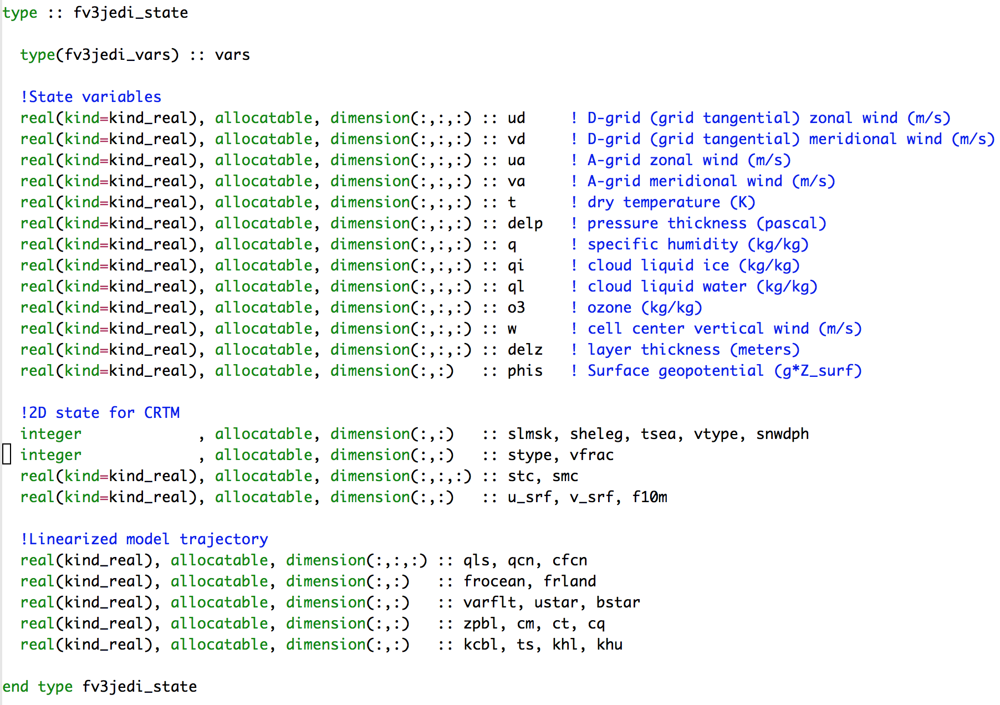 type :: fv3jedi_state
type(fv3jedi_vars) :: vars
!State variables
real(kind=kind_real), allocatable, dimension(:,:,:) :: ud ! D-grid (grid tangential) zonal wind (m/s)
real(kind=kind_real), allocatable, dimension(:,:,:) :: vd ! D-grid (grid tangential) meridional wind (m/s)
real(kind=kind_real), allocatable, dimension(:,:,:) :: ua ! A-grid zonal wind (m/s)
real(kind=kind_real), allocatable, dimension(:,:,:) :: va ! A-grid meridional wind (m/s)
real(kind=kind_real), allocatable, dimension(:,:,:) :: t ! dry temperature (K)
real(kind=kind_real), allocatable, dimension(:,:,:) :: delp ! pressure thickness (pascal)
real(kind=kind_real), allocatable, dimension(:,:,:) :: q ! specific humidity (kg/kg)
real(kind=kind_real), allocatable, dimension(:,:,:) :: qi ! cloud liquid ice (kg/kg)
real(kind=kind_real), allocatable, dimension(:,:,:) :: ql ! cloud liquid water (kg/kg)
real(kind=kind_real), allocatable, dimension(:,:,:) :: o3 ! ozone (kg/kg)
real(kind=kind_real), allocatable, dimension(:,:,:) :: w ! cell center vertical wind (m/s)
real(kind=kind_real), allocatable, dimension(:,:,:) :: delz ! layer thickness (meters)
real(kind=kind_real), allocatable, dimension(:,:) :: phis ! Surface geopotential (g*Z_surf)
!2D state for CRTM
integer , allocatable, dimension(:,:) :: slmsk, sheleg, tsea, vtype, snwdph
integer , allocatable, dimension(:,:) :: stype, vfrac
real(kind=kind_real), allocatable, dimension(:,:,:) :: stc, smc
real(kind=kind_real), allocatable, dimension(:,:) :: u_srf, v_srf, f10m
!Linearized model trajectory
real(kind_real), allocatable, dimension(:,:,:) :: qls, qcn, cfcn
real(kind_real), allocatable, dimension(:,:) :: frocean, frland
real(kind_real), allocatable, dimension(:,:) :: varflt, ustar, bstar
real(kind_real), allocatable, dimension(:,:) :: zpbl, cm, ct, cq
real(kind_real), allocatable, dimension(:,:) :: kcbl, ts, khl, khu
end type fv3jedi_state